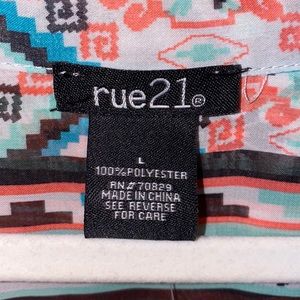 rue21®
L
100%POLYESTER
RN# 70829
MADE IN CHINA
SEE REVERSE
FOR CARE